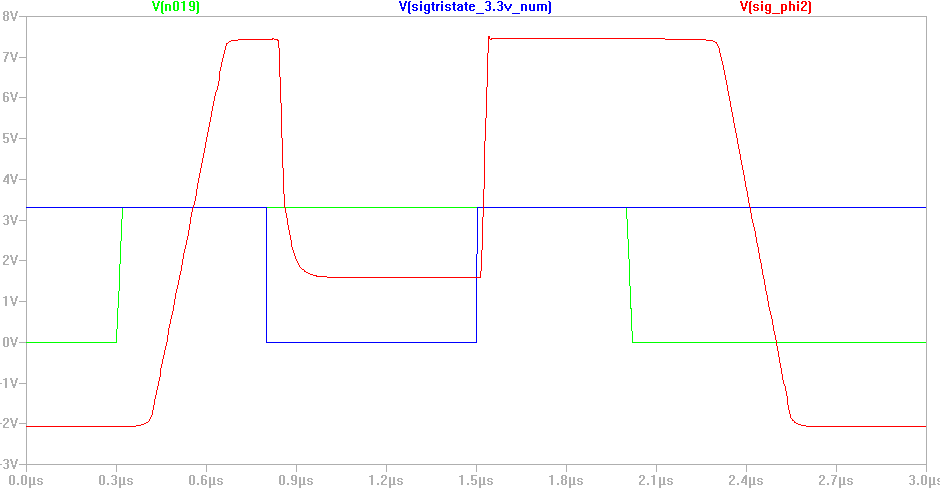 V(n019) V(sigtristate_3.3v_num) V(sig_phi2)
8V
7V
6V
5V
4V
3V
2V
1V
0V
-1V
-2V
-3V
0.0µs 0.3µs 0.6µs 0.9µs 1.2µs 1.5µs 1.8µs 2.1µs 2.4µs 2.7µs 3.0µs